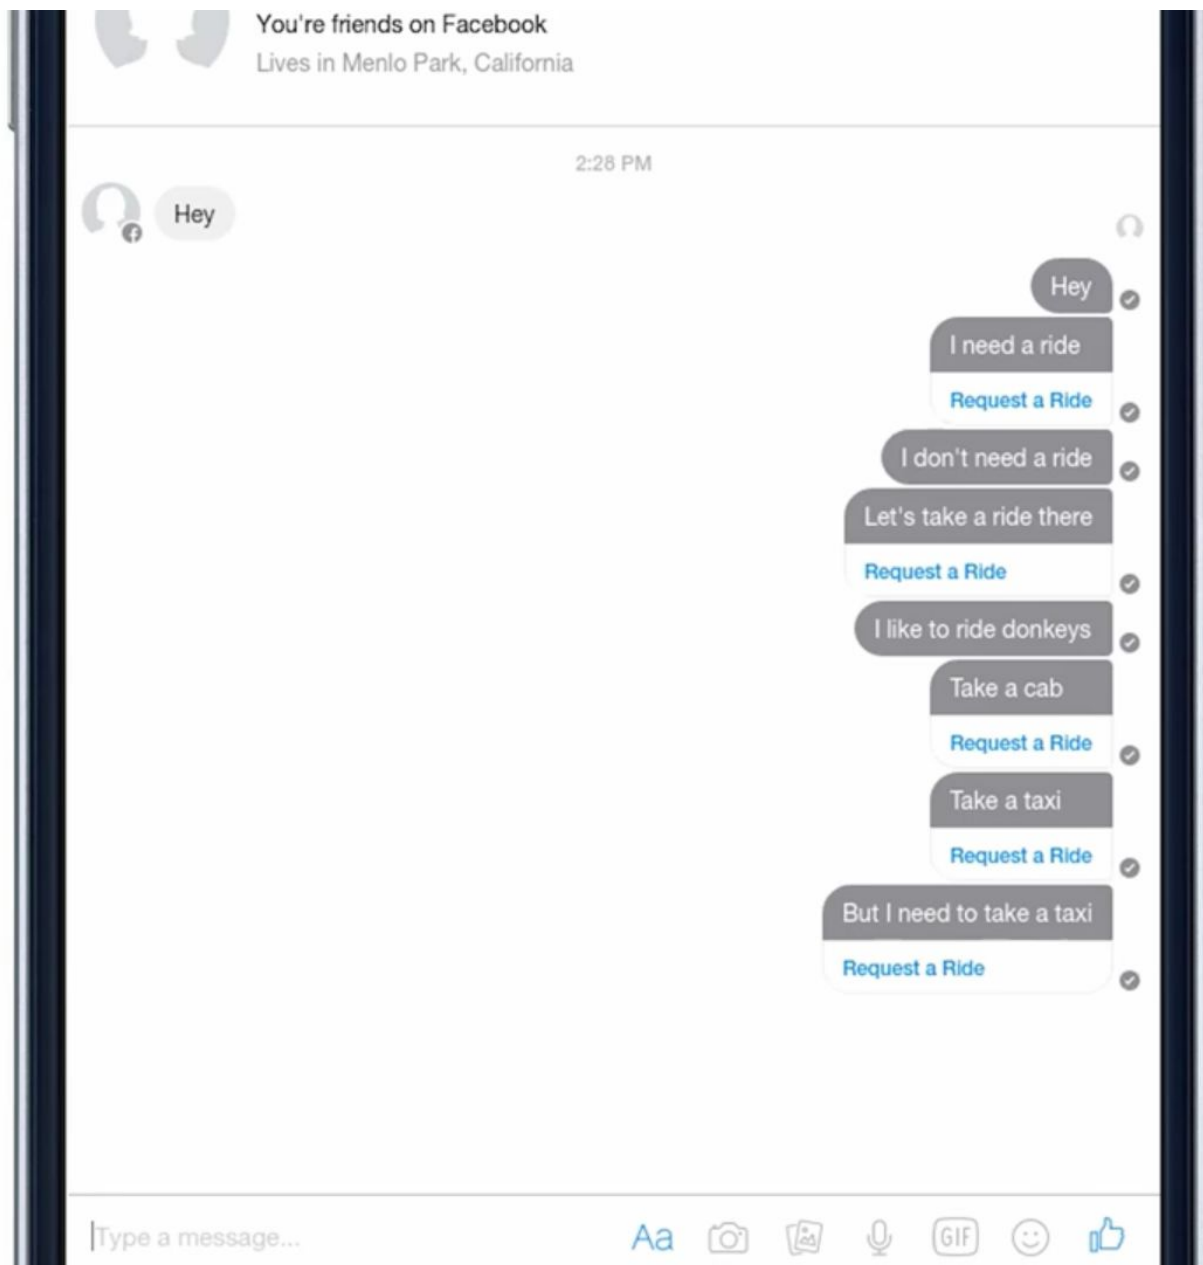 You're friends on Facebook
Lives in Menlo Park, California
2:28 PM
Hey
Hey
I need a ride
Request a Ride
I don't need a ride
Let's take a ride there
Request a Ride
I like to ride donkeys
Take a cab
Request a Ride
Take a taxi
Request a Ride
But I need to take a taxi
Request a Ride
Type a message...
Aa
GIF